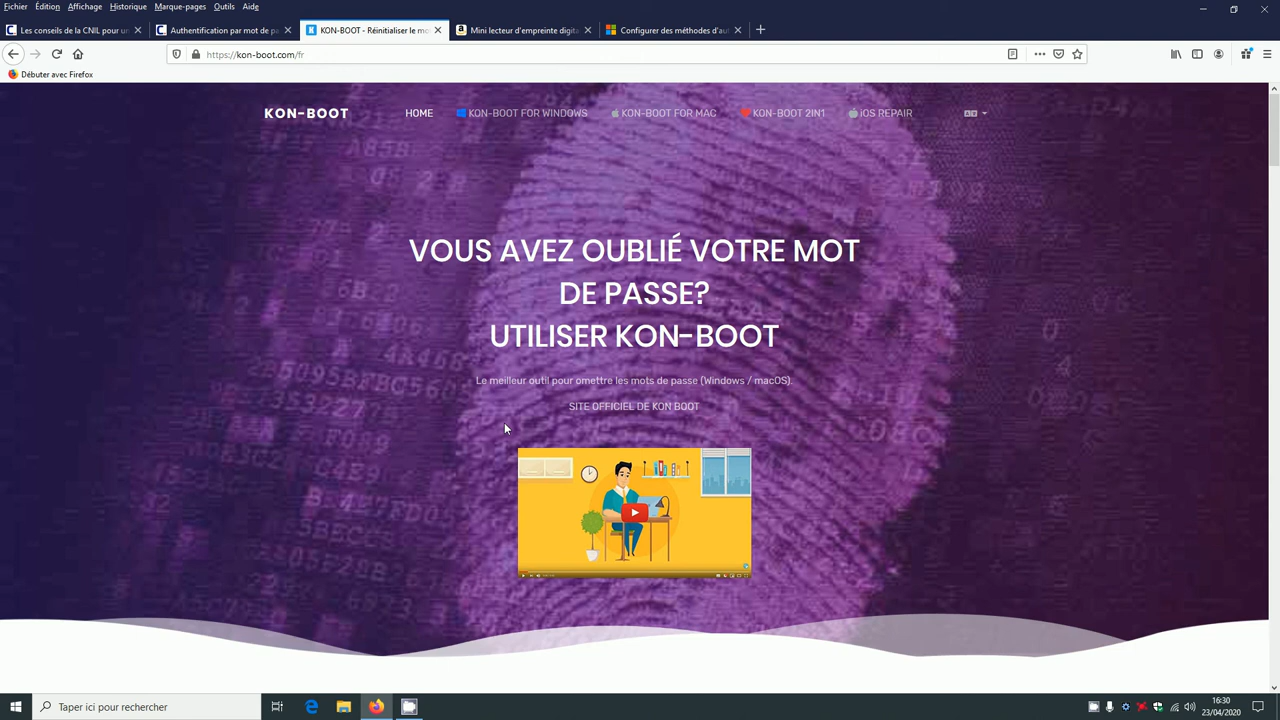 Fichier Édition Affichage Historique Marque-pages Outils Aide
Les conseils de la CNIL pour un
Authentification par mot de pa
KON-BOOT - Réinitialiser le mo
Mini lecteur d'empreinte digita
Configurer des méthodes d'au
https://kon-boot.com/fr
Débuter avec Firefox
KON-BOOT
HOME
KON-BOOT FOR WINDOWS
KON-BOOT FOR MAC
KON-BOOT 2IN1
iOS REPAIR
VOUS AVEZ OUBLIÉ VOTRE MOT
DE PASSE?
UTILISER KON-BOOT
Le meilleur outil pour omettre les mots de passe (Windows / macOS).
SITE OFFICIEL DE KON BOOT
Taper ici pour rechercher
16:30
23/04/2020